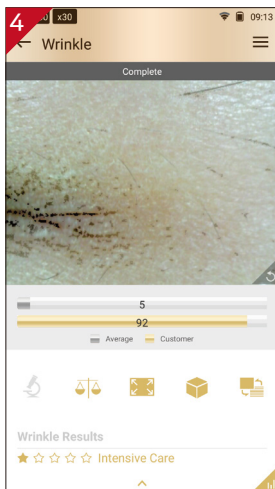 4
x30
09:13
Wrinkle
Complete
5
92
Average
Customer
Wrinkle Results
Intensive Care